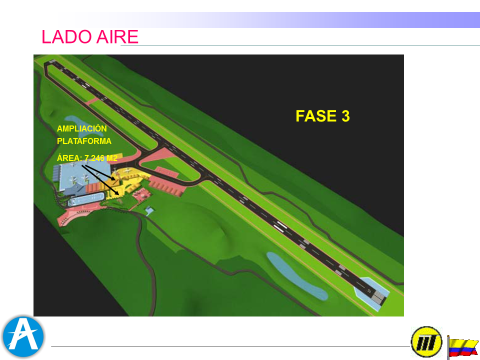 LADO AIRE
FASE 3
AMPLIACIÓN
PLATAFORMA
ÁREA: 7.246 M2